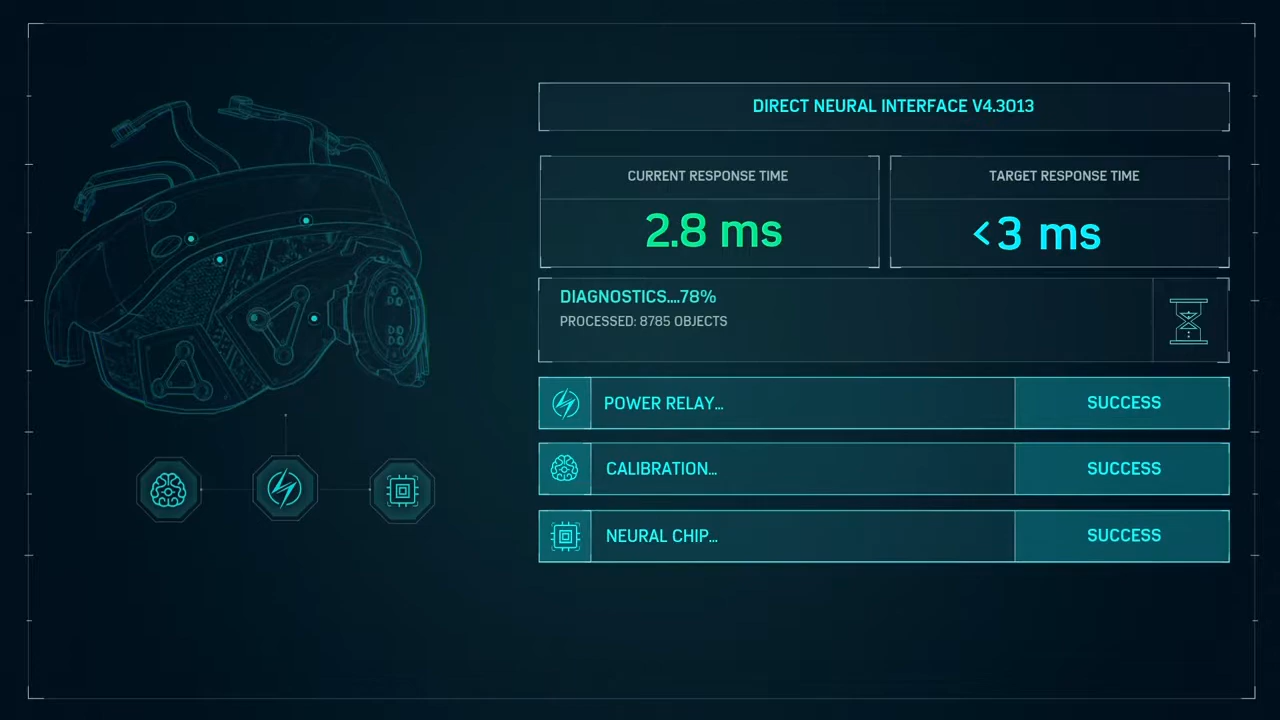 DIRECT NEURAL INTERFACE V4.3013
CURRENT RESPONSE TIME
2.8 ms
TARGET RESPONSE TIME
<3 ms
DIAGNOSTICS....78%
PROCESSED: 8785 OBJECTS
POWER RELAY...
SUCCESS
CALIBRATION...
SUCCESS
NEURAL CHIP...
SUCCESS